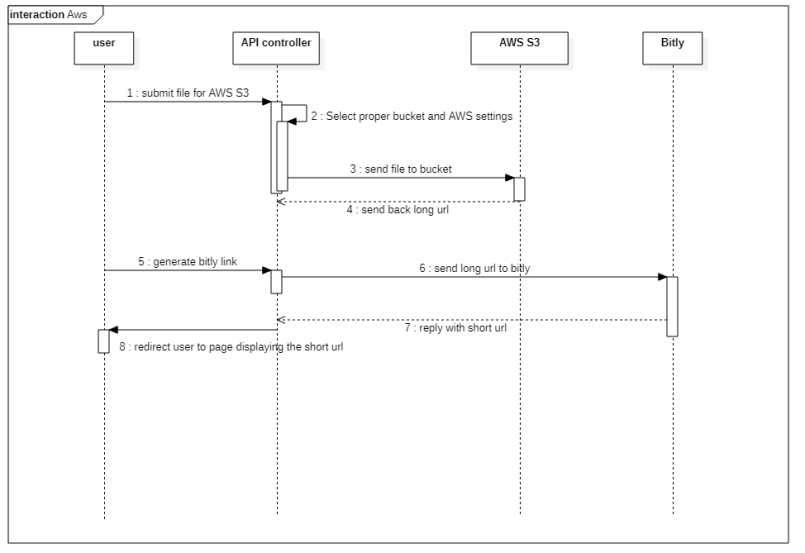 interaction Aws
user
API controller
AWS S3
Bitly
1 : submit file for AWS S3
2 : Select proper bucket and AWS settings
3 : send file to bucket
4 : send back long url
5 : generate bitly link
6 : send long url to bitly
7 : reply with short url
8 : redirect user to page displaying the short url